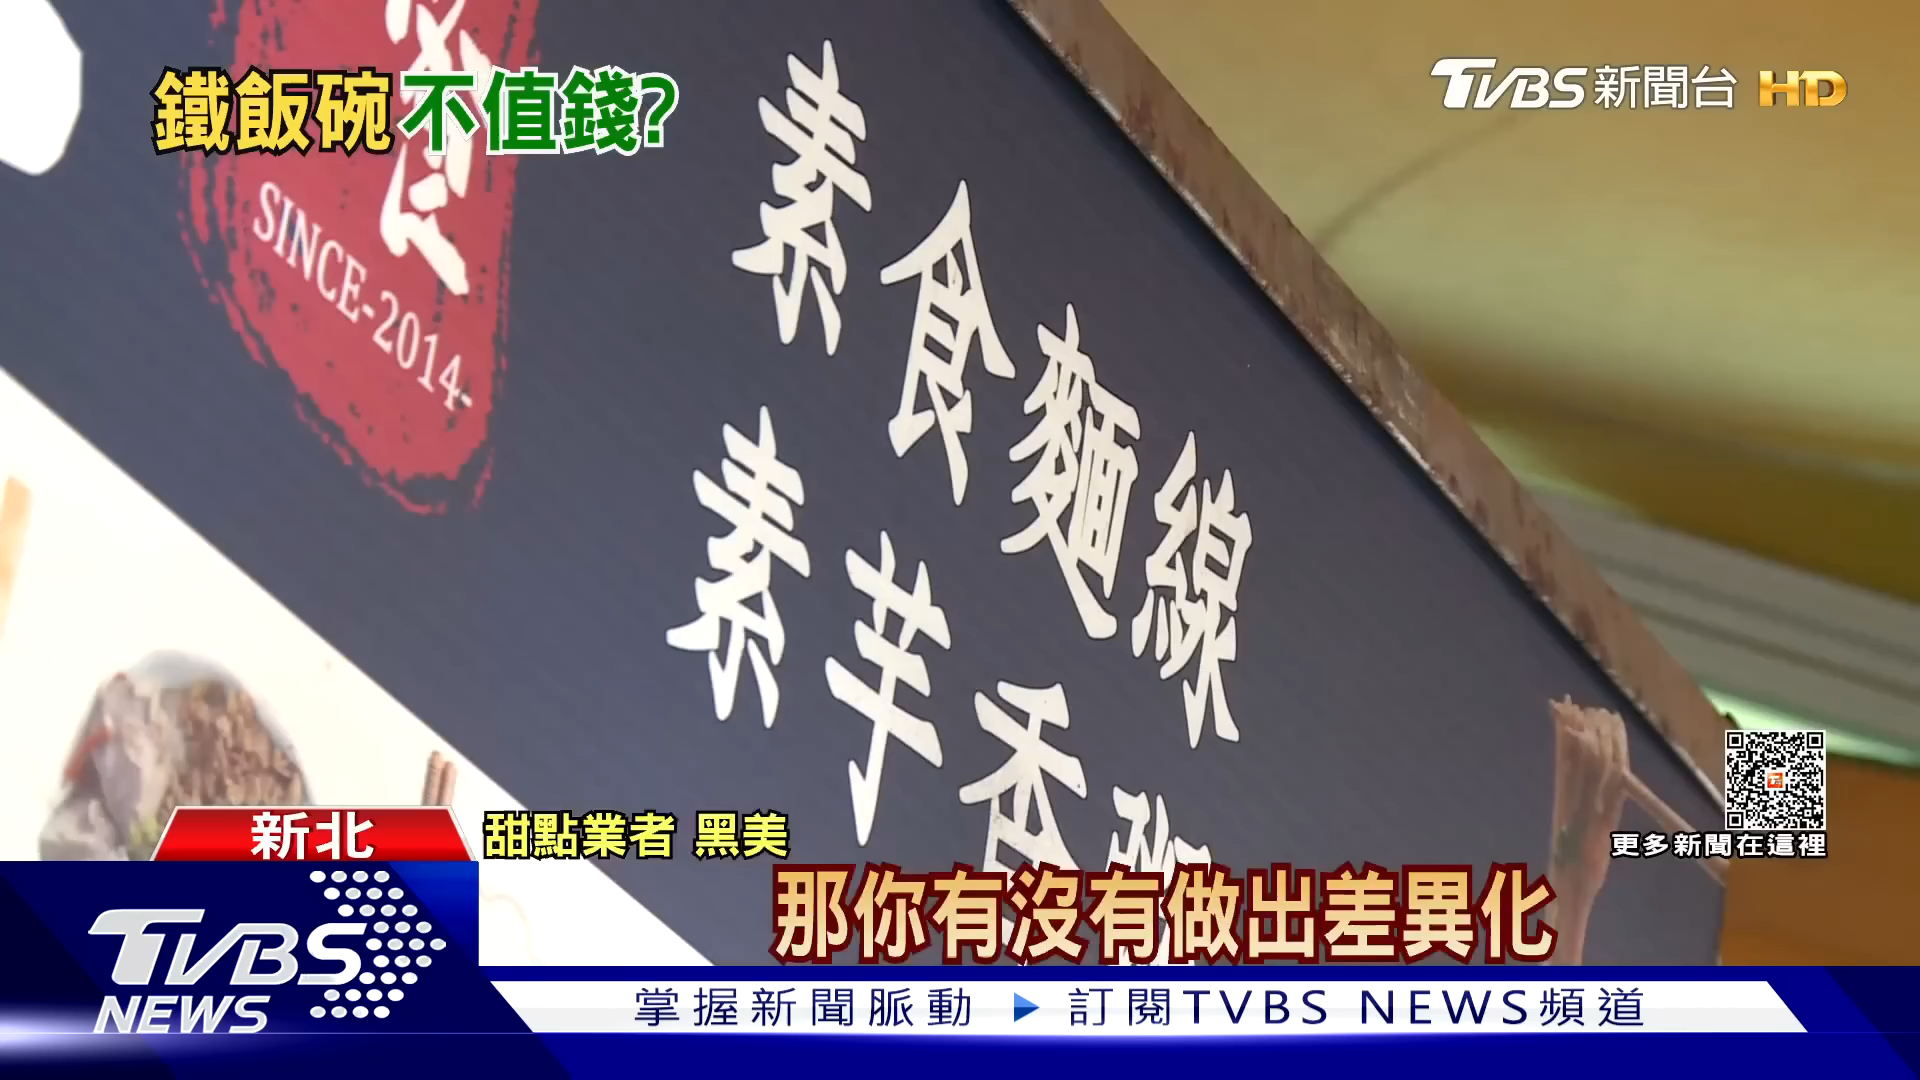 鐵飯碗不值錢?
TVBS新聞台 HD
SINCE-2014-
素食麵線
素芋香
更多新聞在這裡
新北
甜點業者 黑美
那你有沒有做出差異化
TVBS
NEWS
掌握新聞脈動 ▶ 訂閱TVBS NEWS頻道